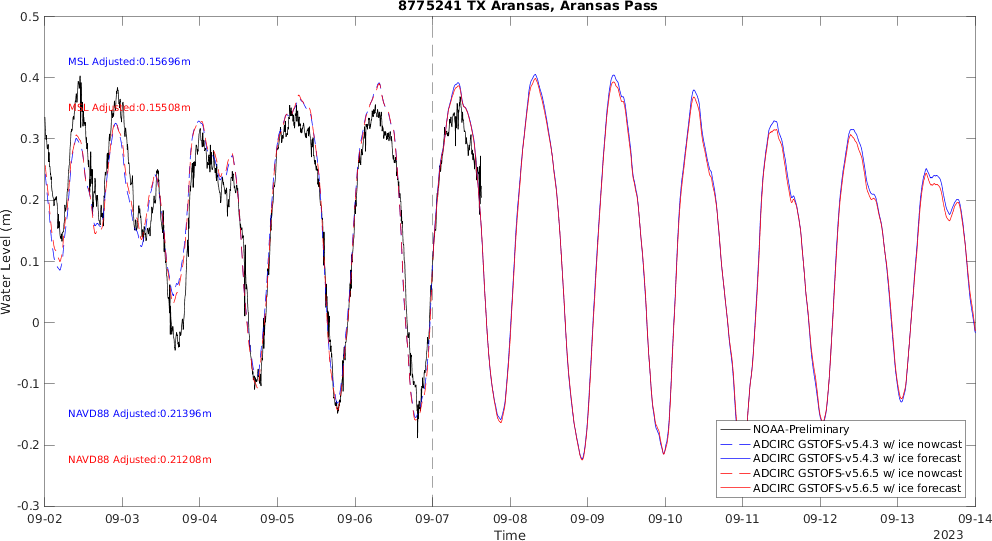 8775241 TX Aransas, Aransas Pass
0.5
0.4
0.3
0.2
0.1
0
-0.1
-0.2
-0.3
Water Level (m)
MSL Adjusted:0.15696m
MSL Adjusted:0.15508m
NAVD88 Adjusted:0.21396m
NAVD88 Adjusted:0.21208m
NOAA-Preliminary
ADCIRC GSTOFS-v5.4.3 w/ ice nowcast
ADCIRC GSTOFS-v5.4.3 w/ ice forecast
ADCIRC GSTOFS-v5.6.5 w/ ice nowcast
ADCIRC GSTOFS-v5.6.5 w/ ice forecast
09-02 09-03 09-04 09-05 09-06 09-07 09-08 09-09 09-10 09-11 09-12 09-13 09-14
Time
2023